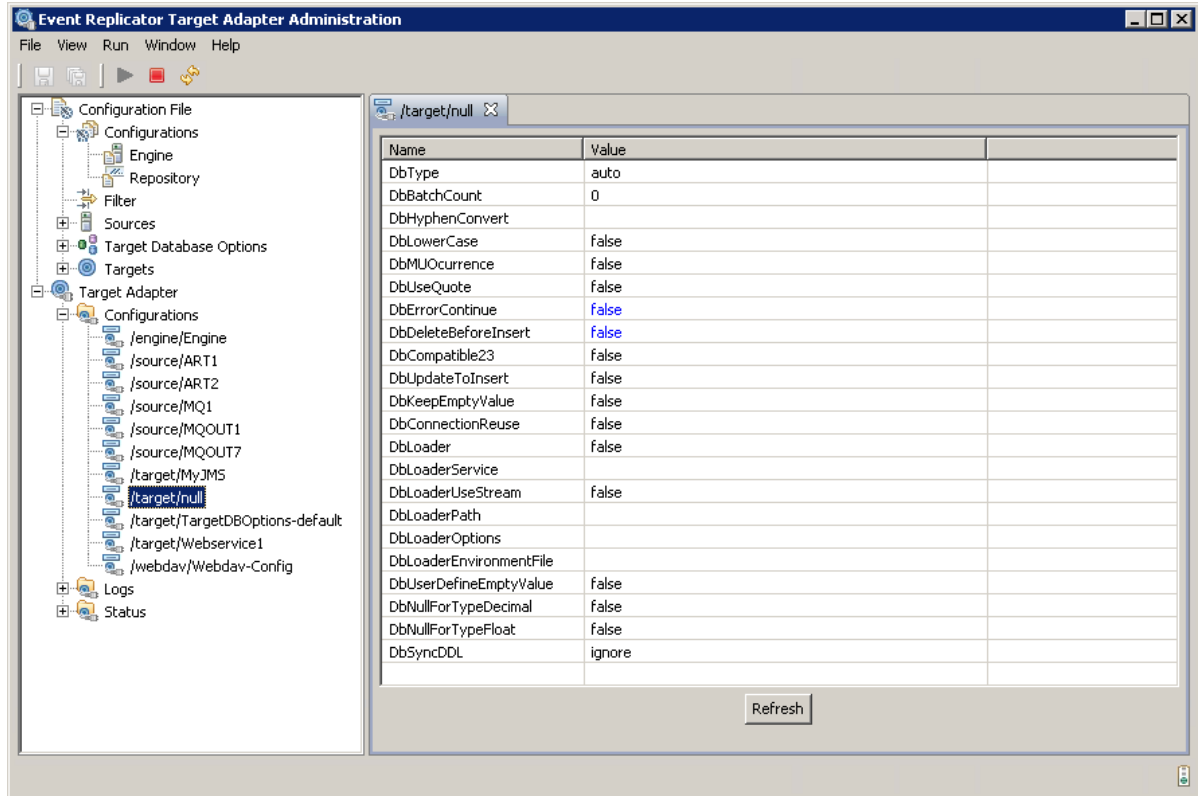 Event Replicator Target Adapter Administration
File View Run Window Help
Configuration File
Configurations
Engine
Repository
Filter
Sources
Target Database Options
Targets
Target Adapter
Configurations
/engine/Engine
/source/ART1
/source/ART2
/source/MQ1
/source/MQOUT1
/source/MQOUT7
/target/MyJMS
/target/null
/target/TargetDBOptions-default
/target/Webservice1
/webdav/Webdav-Config
Logs
Status
/target/null
Name Value
DbType auto
DbBatchCount 0
DbHyphenConvert
DbLowerCase false
DbMUOcurrence false
DbUseQuote false
DbErrorContinue false
DbDeleteBeforeInsert false
DbCompatible23 false
DbUpdateToInsert false
DbKeepEmptyValue false
DbConnectionReuse false
DbLoader false
DbLoaderService
DbLoaderUseStream false
DbLoaderPath
DbLoaderOptions
DbLoaderEnvironmentFile
DbUserDefineEmptyValue false
DbNullForTypeDecimal false
DbNullForTypeFloat false
DbSyncDDL ignore
Refresh